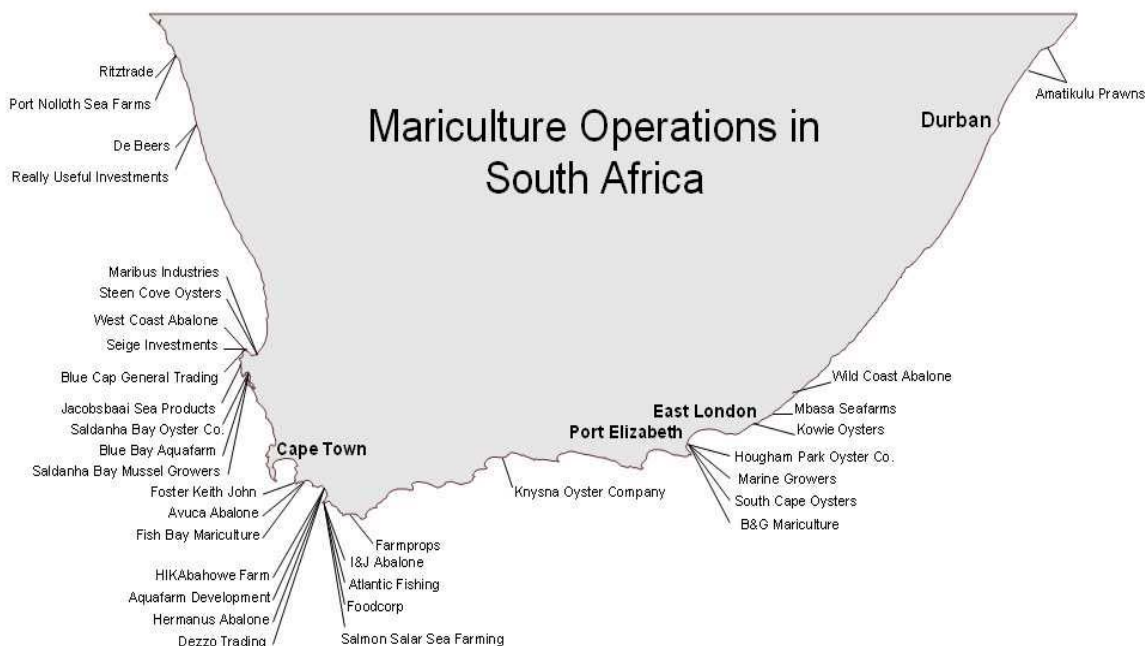 Ritztrade
Port Nolloth Sea Farms
De Beers
Really Useful Investments
Mariculture Operations in
South Africa
Durban
Amatikulu Prawns
Maribus Industries
Steen Cove Oysters
West Coast Abalone
Seige Investments
Blue Cap General Trading
Jacobsbaai Sea Products
Saldanha Bay Oyster Co.
Blue Bay Aquafarm
Saldanha Bay Mussel Growers
Cape Town
Foster Keith John
Avuca Abalone
Fish Bay Mariculture
HIKAbahowe Farm
Aquafarm Development
Hermanus Abalone
Dezzo Trading
Farmprops
I&J Abalone
Atlantic Fishing
Foodcorp
Salmon Salar Sea Farming
Knysna Oyster Company
Port Elizabeth
East London
Wild Coast Abalone
Mbasa Seafarms
Kowie Oysters
Hougham Park Oyster Co.
Marine Growers
South Cape Oysters
B&G Mariculture